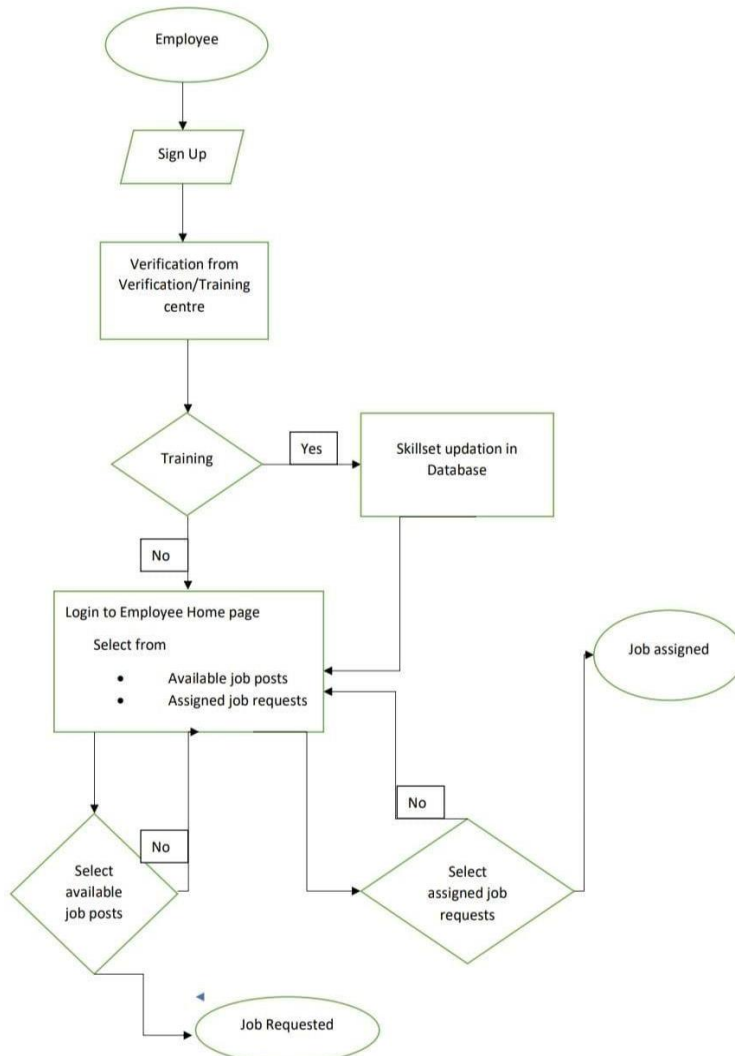 Employee
Sign Up
Verification from
Verification/Training
centre
Training
Yes
Skillset updation in
Database
No
Login to Employee Home page
Select from
• Available job posts
• Assigned job requests
Job assigned
No
No
Select
available
job posts
Select
assigned job
requests
Job Requested